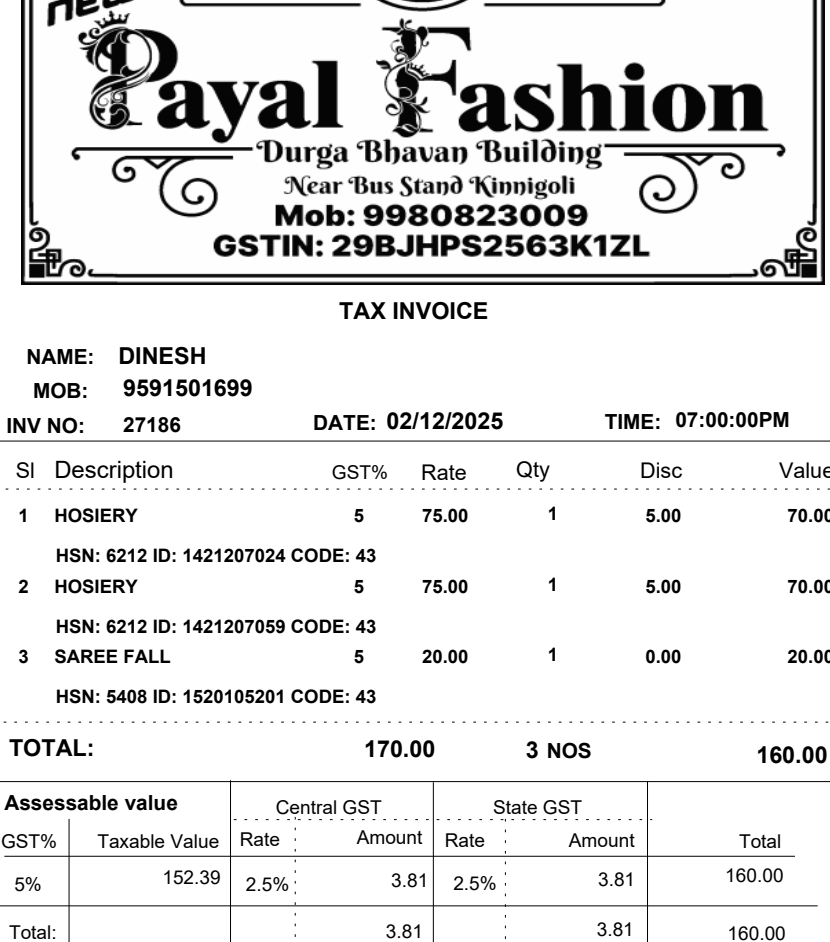 new
Payal Fashion
Durga Bhavan Building
Near Bus Stand Kinnigoli
Mob: 9980823009
GSTIN: 29BJHPS2563K1ZL
TAX INVOICE
NAME: DINESH
MOB: 9591501699
INV NO: 27186 DATE: 02/12/2025 TIME: 07:00:00PM
Sl Description GST% Rate Qty Disc Value
1 HOSIERY 5 75.00 1 5.00 70.00
HSN: 6212 ID: 1421207024 CODE: 43
2 HOSIERY 5 75.00 1 5.00 70.00
HSN: 6212 ID: 1421207059 CODE: 43
3 SAREE FALL 5 20.00 1 0.00 20.00
HSN: 5408 ID: 1520105201 CODE: 43
TOTAL: 170.00 3 NOS 160.00
Assessable value Central GST State GST
GST% Taxable Value Rate Amount Rate Amount Total
5% 152.39 2.5% 3.81 2.5% 3.81 160.00
Total: 3.81 3.81 160.00